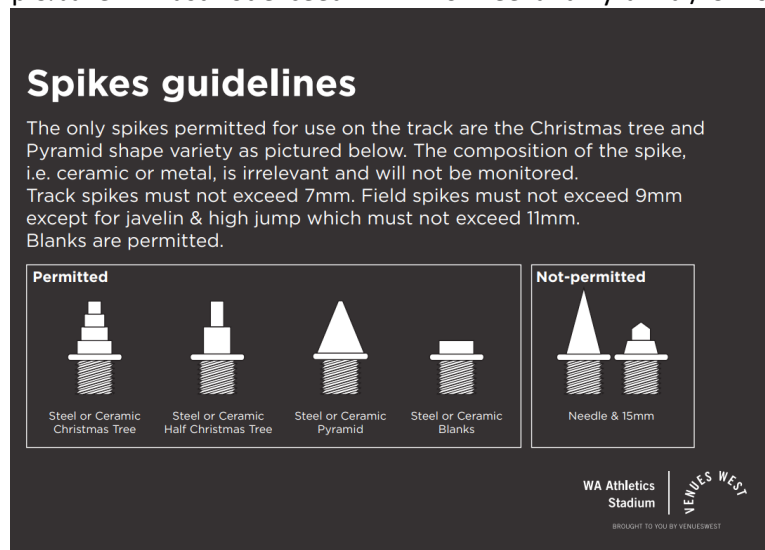 Spikes guidelines
The only spikes permitted for use on the track are the Christmas tree and
Pyramid shape variety as pictured below. The composition of the spike,
i.e. ceramic or metal, is irrelevant and will not be monitored.
Track spikes must not exceed 7mm. Field spikes must not exceed 9mm
except for javelin & high jump which must not exceed 11mm.
Blanks are permitted.
Permitted
Steel or Ceramic
Christmas Tree
Steel or Ceramic
Half Christmas Tree
Steel or Ceramic
Pyramid
Steel or Ceramic
Blanks
Not-permitted
Needle & 15mm
WA Athletics
Stadium
VENUES WEST
BROUGHT TO YOU BY VENUESWEST